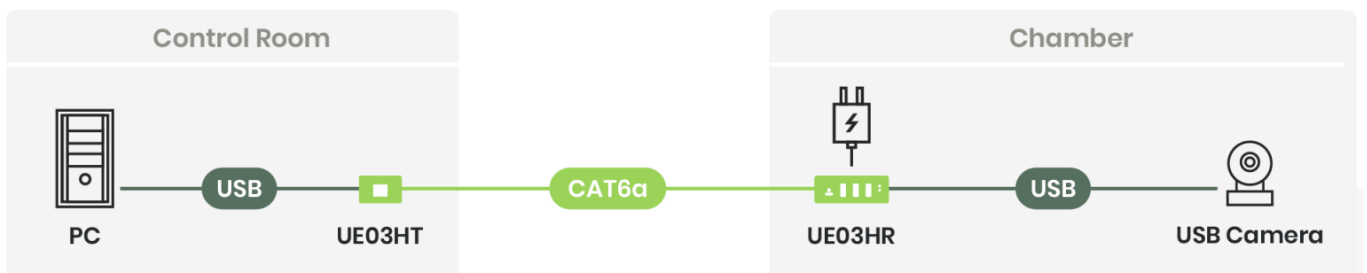 Control Room
Chamber
USB
CAT6a
USB
PC
UE03HT
UE03HR
USB Camera